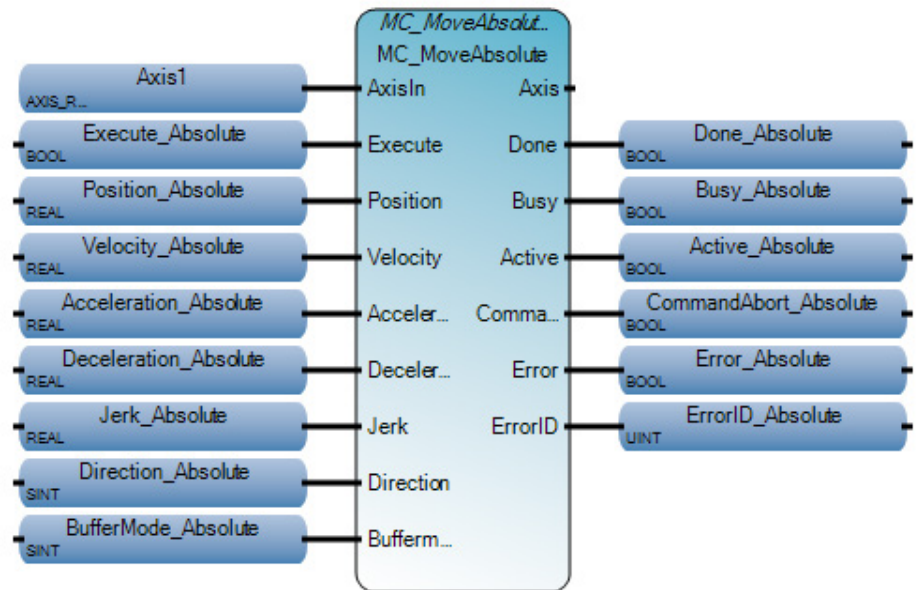 MC_MoveAbsolut...
MC_MoveAbsolute
Axis1
AXIS_R...
AxisIn
Axis
Execute_Absolute
BOOL
Execute
Done
Done_Absolute
BOOL
Position_Absolute
REAL
Position
Busy
Busy_Absolute
BOOL
Velocity_Absolute
REAL
Velocity
Active
Active_Absolute
BOOL
Acceleration_Absolute
REAL
Acceler...
Comma...
CommandAbort_Absolute
BOOL
Deceleration_Absolute
REAL
Deceler...
Error
Error_Absolute
BOOL
Jerk_Absolute
REAL
Jerk
ErrorID
ErrorID_Absolute
UINT
Direction_Absolute
SINT
Direction
BufferMode_Absolute
SINT
Bufferm...